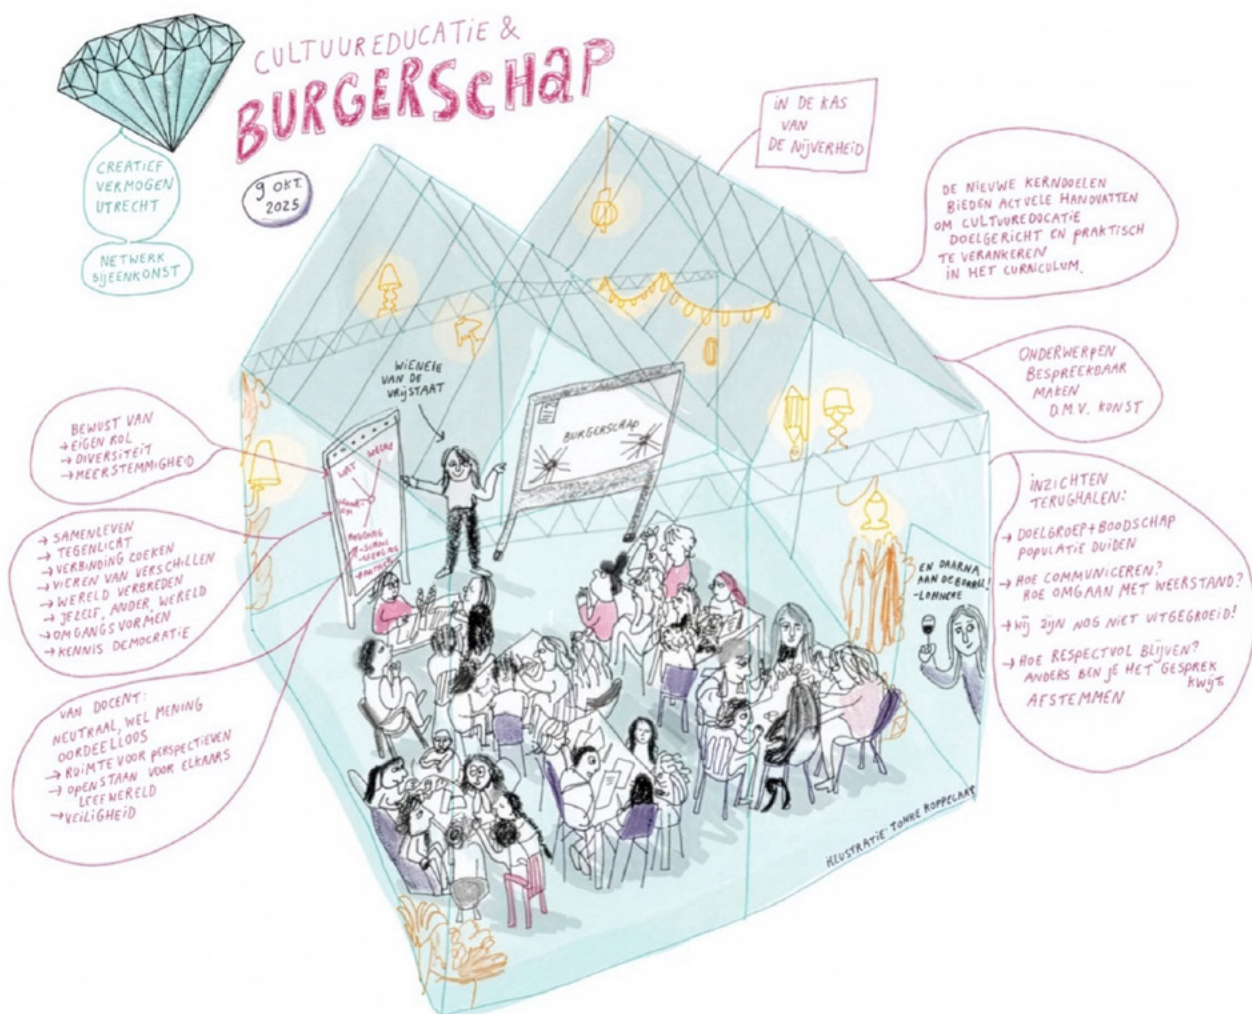 CULTUUREDUCATIE &
BURGERSCHAP
9 OKT.
2025
CREATIEF
VERMOGEN
UTRECHT
NETWERK
BIJEENKOMST
IN DE KAS
VAN
DE NIJVERHEID
DE NIEUWE KERNDOELEN
BIEDEN ACTUELE HANDVATTEN
OM CULTUUREDUCATIE
DOELGERICHT EN PRAKTISCH
TE VERANKEREN
IN HET CURRICULUM.
ONDERWERPEN
BESPREEKBAAR
MAKEN
D.M.V. KUNST
WIENEKE
VAN DE
VRIJSTAAT
BURGERSCHAP
WAT
WELKE
BEWUST VAN
→ EIGEN ROL
→ DIVERSITEIT
→ MEERSTEMMIGHEID
→ SAMENLEVEN
→ TEGENLICHT
→ VERBINDING ZOEKEN
→ VIEREN VAN VERSCHILLEN
→ WERELD VERBREDEN
→ JEZELF, ANDER, WERELD
→ OMGANGSVORMEN
→ KENNIS: DEMOCRATIE
VAN DOCENT:
NEUTRAAL, WEL MENING
OORDEELLOOS
→ RUIMTE VOOR PERSPECTIEVEN
→ OPENSTAAN VOOR ELKAARS
LEEFWERELD
→ VEILIGHEID
INZICHTEN
TERUGHALEN:
→ DOELGROEP + BOODSCHAP
POPULATIE DUIDEN
→ HOE COMMUNICEREN?
HOE OMGAAN MET WEERSTAND?
→ WIJ ZIJN NOG NIET UITGEGROEID!
→ HOE RESPECTVOL BLIJVEN?
ANDERS BEN JE HET GESPREK
KWIJT.
AFSTEMMEN
EN DAARNA
AAN DE BORREL!
ILLUSTRATIE: TOMKE KOPPELAAR